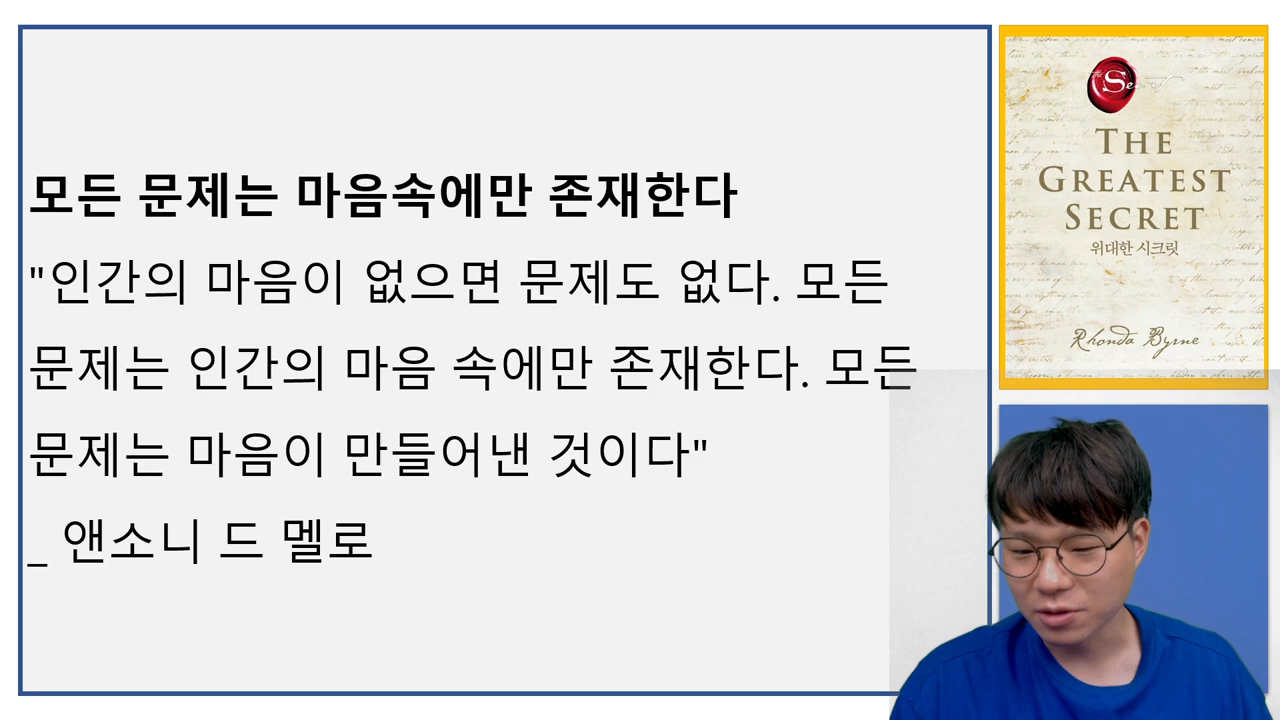 모든 문제는 마음속에만 존재한다
"인간의 마음이 없으면 문제도 없다. 모든
문제는 인간의 마음 속에만 존재한다. 모든
문제는 마음이 만들어낸 것이다"
_ 앤소니 드 멜로
The Secret
THE
GREATEST
SECRET
위대한 시크릿
Rhonda Byrne